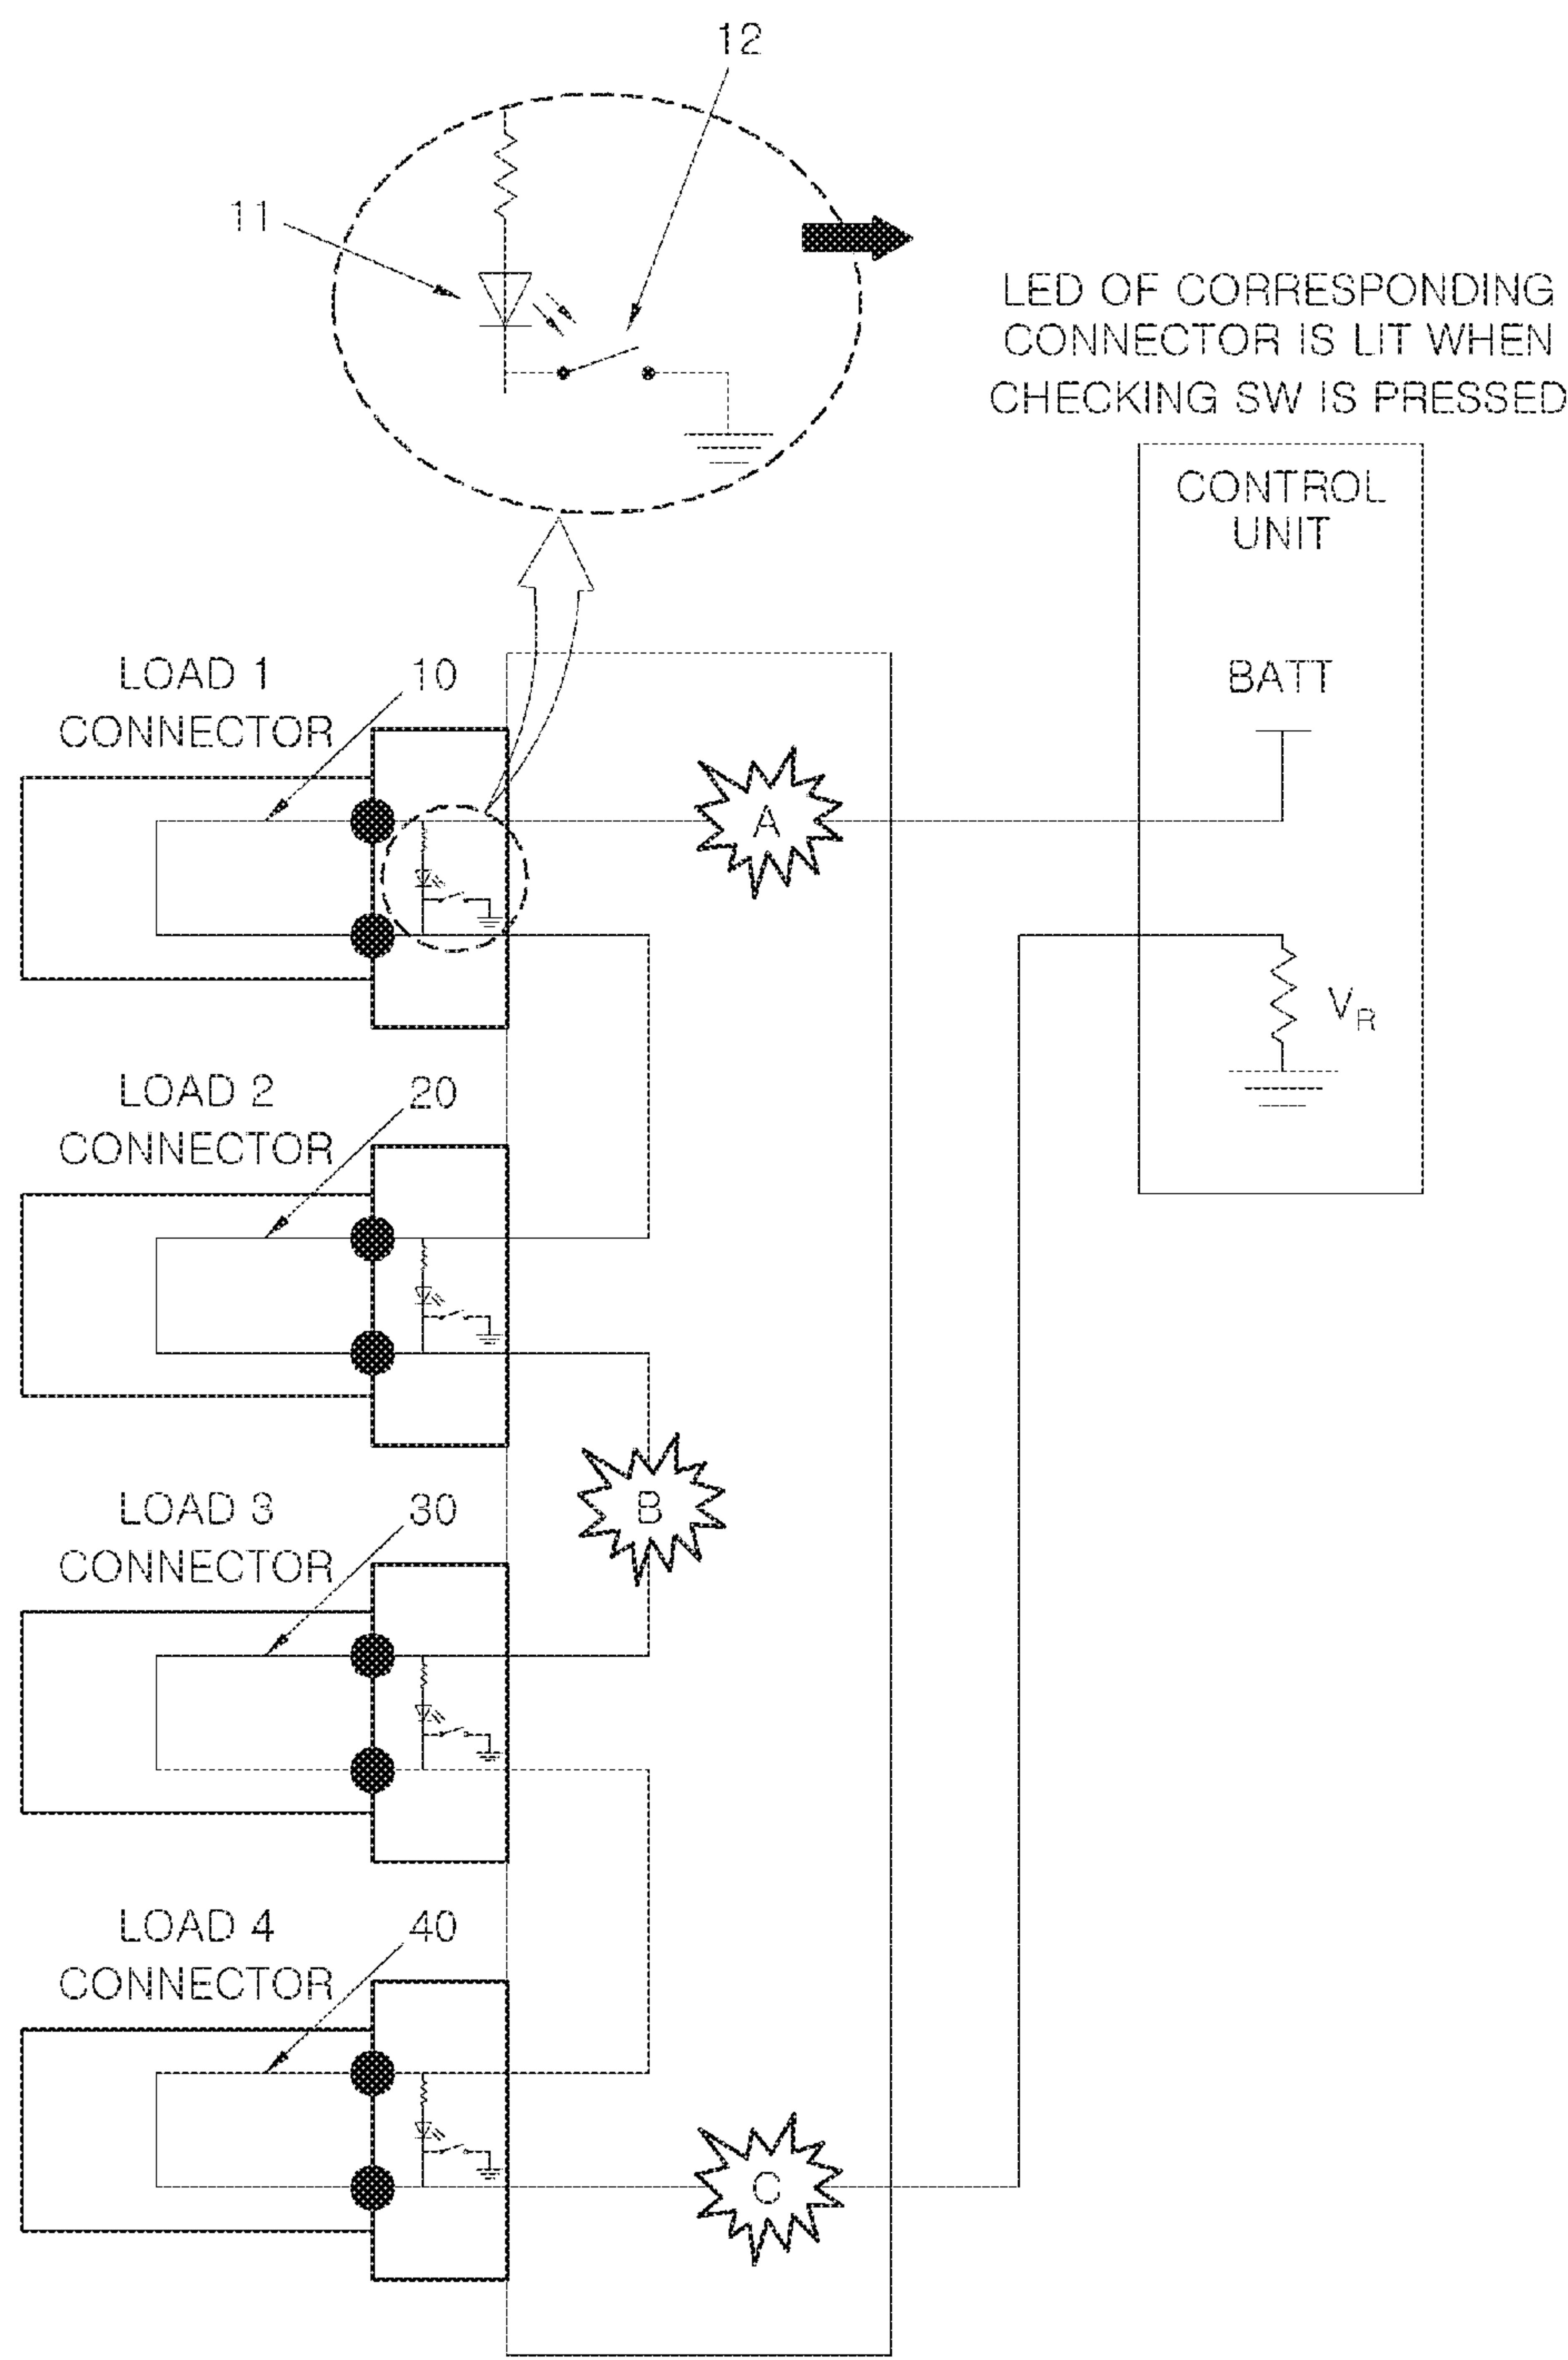 12
11
LED OF CORRESPONDING
CONNECTOR IS LIT WHEN
CHECKING SW IS PRESSED
CONTROL
UNIT
BATT
V_R
LOAD 1
CONNECTOR
10
A
LOAD 2
CONNECTOR
20
B
LOAD 3
CONNECTOR
30
LOAD 4
CONNECTOR
40
C